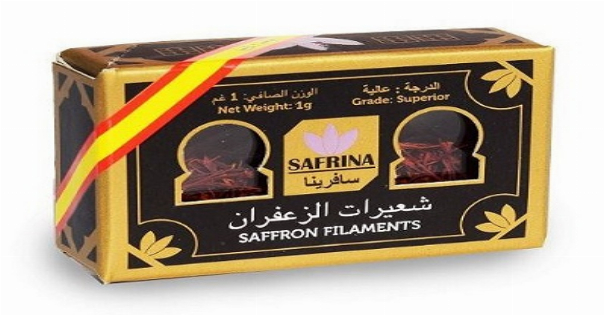 الوزن الصافي: 1 غم
Net Weight: 1g
الدرجة : عالية
Grade: Superior
SAFRINA
سافرينا
شعيرات الزعفران
SAFFRON FILAMENTS